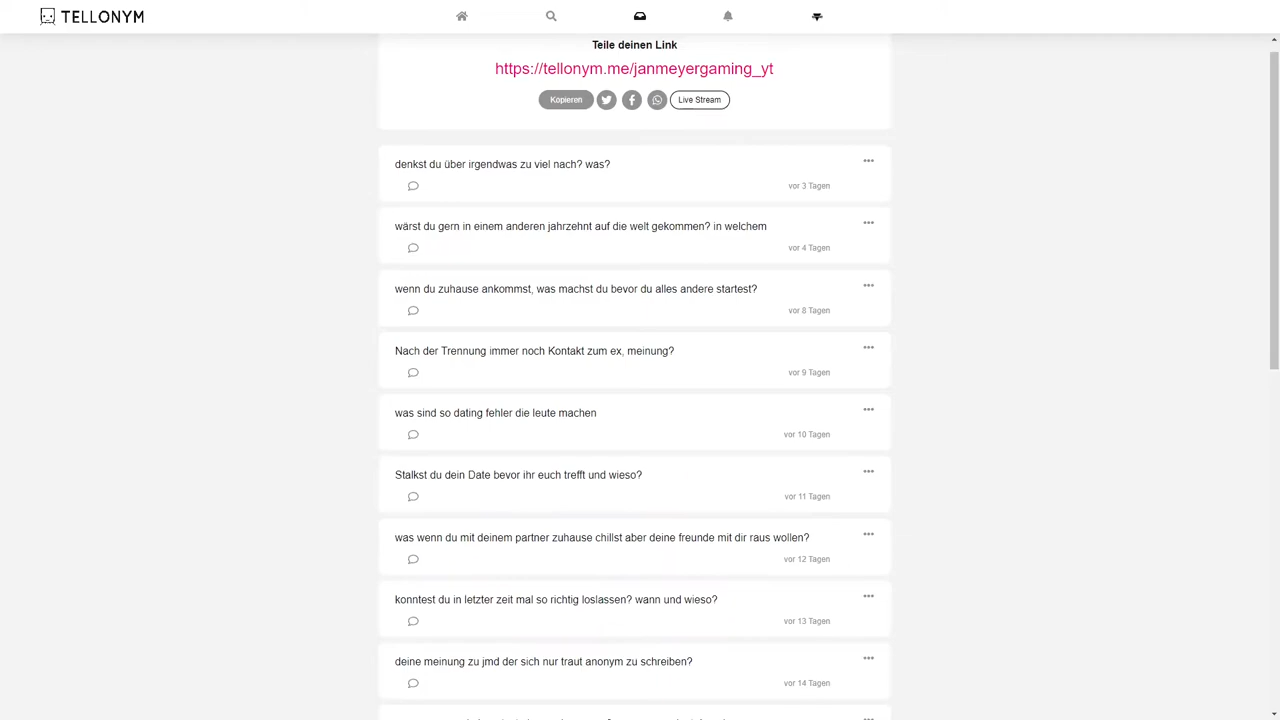 TELLONYM
Teile deinen Link
https://tellonym.me/janmeyergaming_yt
Kopieren
Live Stream
denkst du über irgendwas zu viel nach? was?
vor 3 Tagen
wärst du gern in einem anderen jahrzehnt auf die welt gekommen? in welchem
vor 4 Tagen
wenn du zuhause ankommst, was machst du bevor du alles andere startest?
vor 8 Tagen
Nach der Trennung immer noch Kontakt zum ex, meinung?
vor 9 Tagen
was sind so dating fehler die leute machen
vor 10 Tagen
Stalkst du dein Date bevor ihr euch trefft und wieso?
vor 11 Tagen
was wenn du mit deinem partner zuhause chillst aber deine freunde mit dir raus wollen?
vor 12 Tagen
konntest du in letzter zeit mal so richtig loslassen? wann und wieso?
vor 13 Tagen
deine meinung zu jmd der sich nur traut anonym zu schreiben?
vor 14 Tagen